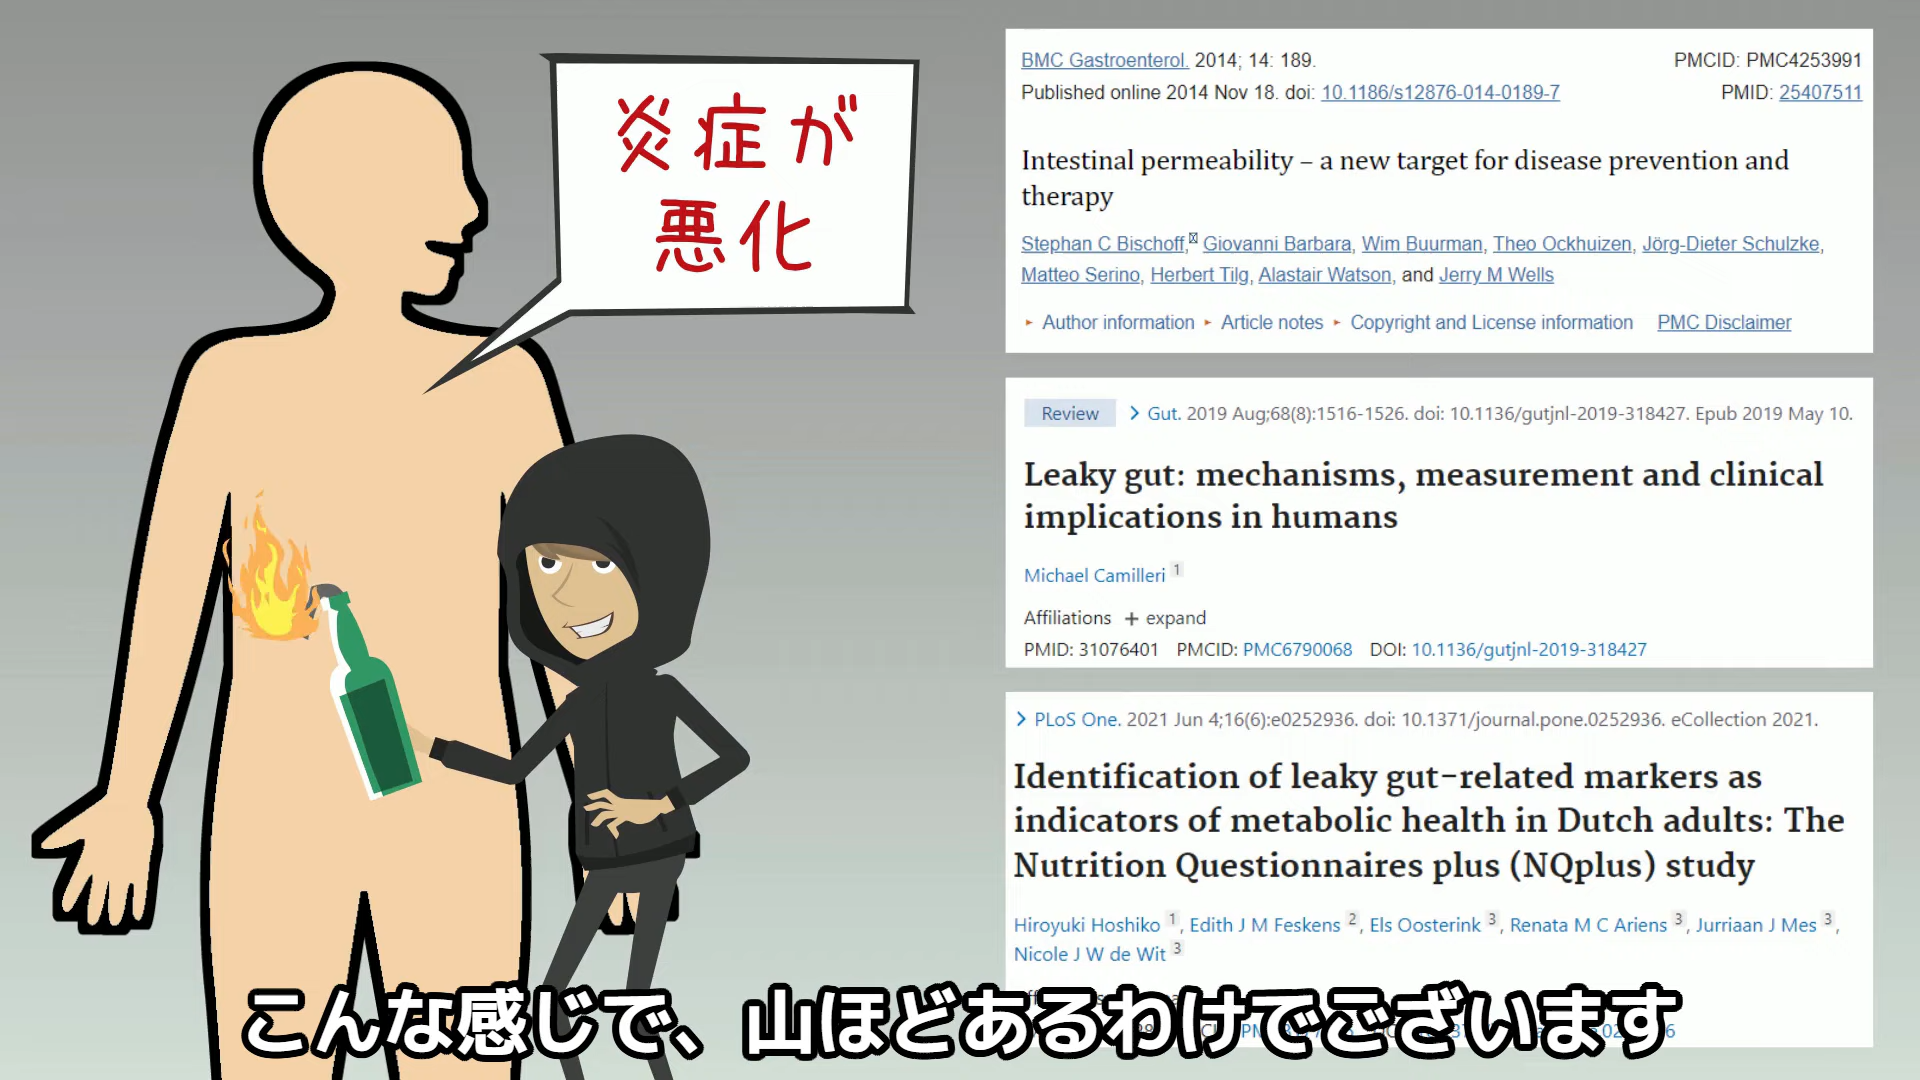 炎症が
悪化
BMC Gastroenterol. 2014; 14: 189.
PMCID: PMC4253991
Published online 2014 Nov 18. doi: 10.1186/s12876-014-0189-7
PMID: 25407511
Intestinal permeability – a new target for disease prevention and
therapy
Stephan C Bischoff, Giovanni Barbara, Wim Buurman, Theo Ockhuizen, Jörg-Dieter Schulzke,
Matteo Serino, Herbert Tilg, Alastair Watson, and Jerry M Wells
Author information Article notes Copyright and License information PMC Disclaimer
Review > Gut. 2019 Aug;68(8):1516-1526. doi: 10.1136/gutjnl-2019-318427. Epub 2019 May 10.
Leaky gut: mechanisms, measurement and clinical
implications in humans
Michael Camilleri 1
Affiliations + expand
PMID: 31076401 PMCID: PMC6790068 DOI: 10.1136/gutjnl-2019-318427
> PLoS One. 2021 Jun 4;16(6):e0252936. doi: 10.1371/journal.pone.0252936. eCollection 2021.
Identification of leaky gut-related markers as
indicators of metabolic health in Dutch adults: The
Nutrition Questionnaires plus (NQplus) study
Hiroyuki Hoshiko 1, Edith J M Feskens 2, Els Oosterink 3, Renata M C Ariens 3, Jurriaan J Mes 3,
Nicole J W de Wit 3
こんな感じで、山ほどあるわけでございます